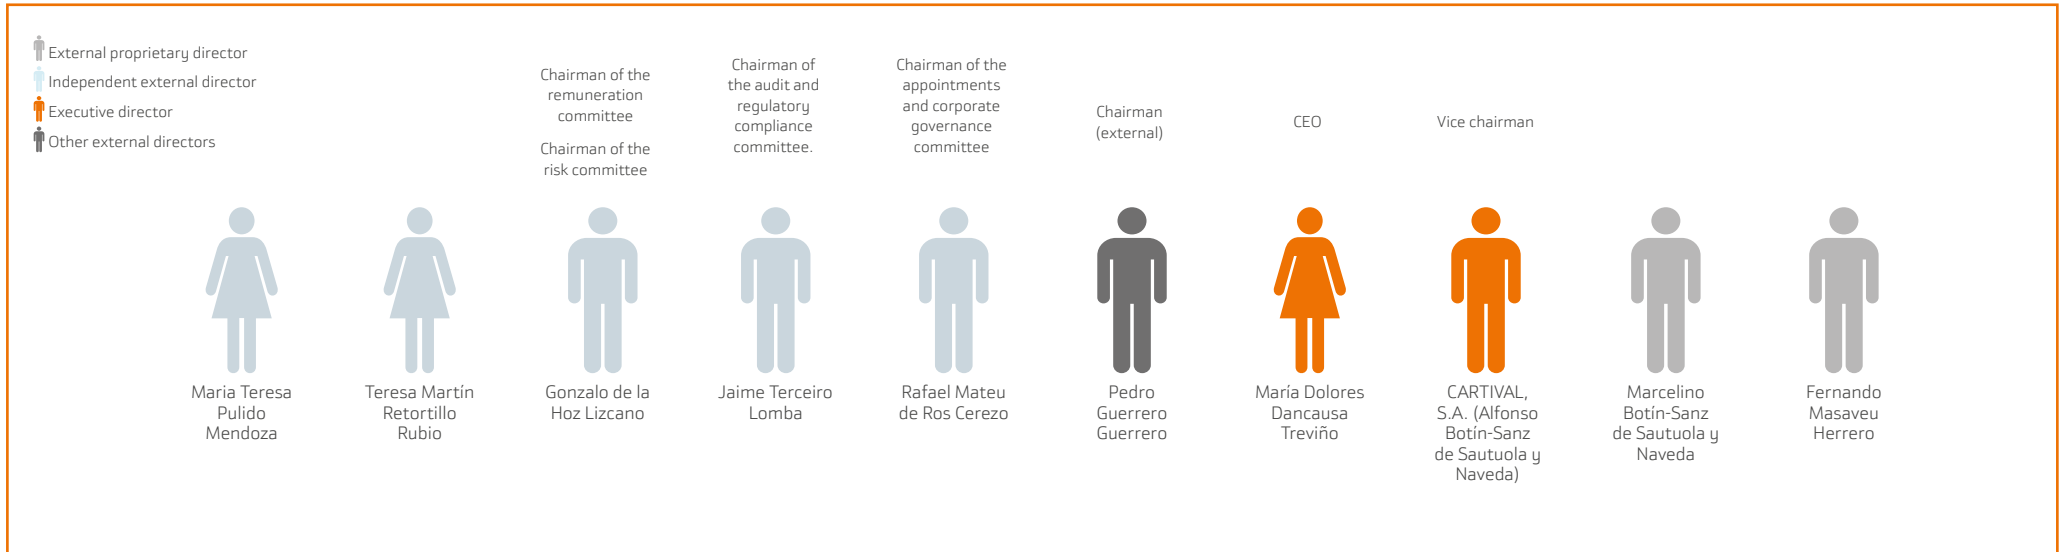 External proprietary director
Independent external director
Executive director
Other external directors
Chairman of the
remuneration
committee
Chairman of the
risk committee
Chairman of
the audit and
regulatory
compliance
committee.
Chairman of the
appointments
and corporate
governance
committee
Chairman
(external)
CEO
Vice chairman
Maria Teresa
Pulido
Mendoza
Teresa Martín
Retortillo
Rubio
Gonzalo de la
Hoz Lizcano
Jaime Terceiro
Lomba
Rafael Mateu
de Ros Cerezo
Pedro
Guerrero
Guerrero
María Dolores
Dancausa
Treviño
CARTIVAL,
S.A. (Alfonso
Botín-Sanz
de Sautuola y
Naveda)
Marcelino
Botín-Sanz
de Sautuola y
Naveda
Fernando
Masaveu
Herrero